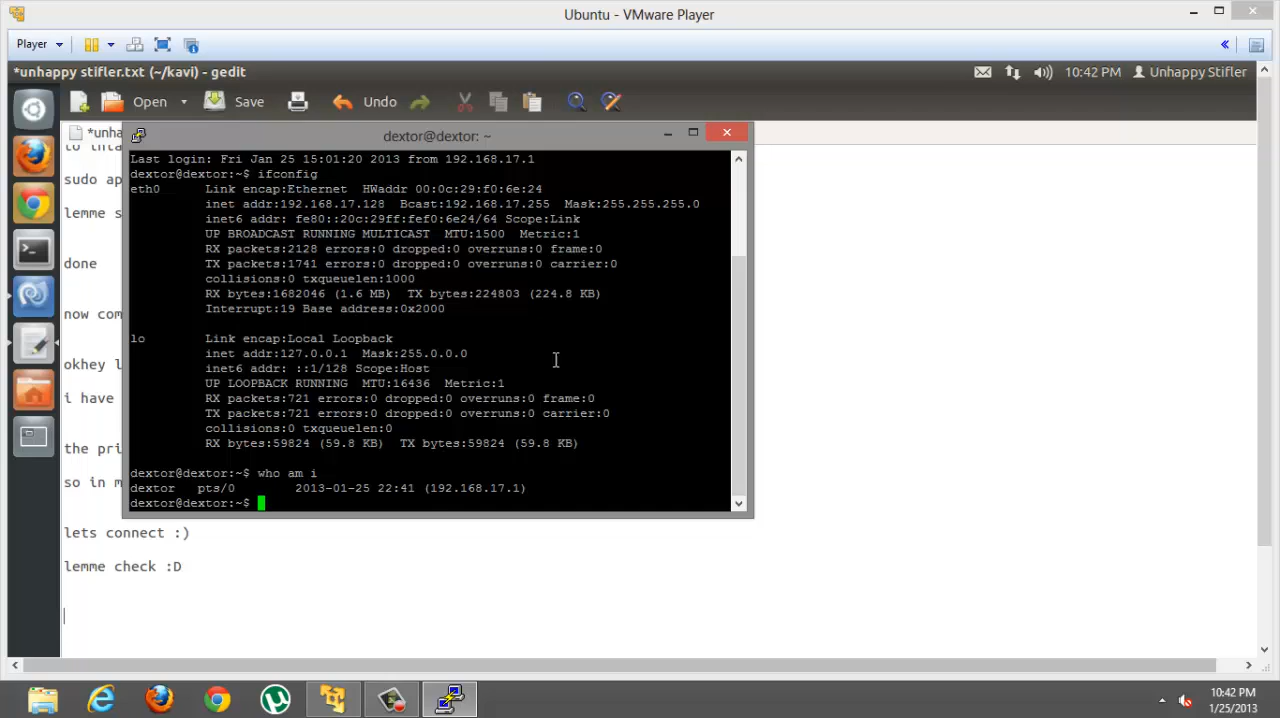 Ubuntu - VMware Player
Player
*unhappy stifler.txt (~/kavi) - gedit
10:42 PM
Unhappy Stifler
Open
Save
Undo
*unha
dextor@dextor: ~
sudo ap
lemme s
done
now com
okhey l
i have
the pri
so in m
lets connect :)
lemme check :D
Last login: Fri Jan 25 15:01:20 2013 from 192.168.17.1
dextor@dextor:~$ ifconfig
eth0 Link encap:Ethernet HWaddr 00:0c:29:f0:6e:24
inet addr:192.168.17.128 Bcast:192.168.17.255 Mask:255.255.255.0
inet6 addr: fe80::20c:29ff:fef0:6e24/64 Scope:Link
UP BROADCAST RUNNING MULTICAST MTU:1500 Metric:1
RX packets:2128 errors:0 dropped:0 overruns:0 frame:0
TX packets:1741 errors:0 dropped:0 overruns:0 carrier:0
collisions:0 txqueuelen:1000
RX bytes:1682046 (1.6 MB) TX bytes:224803 (224.8 KB)
Interrupt:19 Base address:0x2000
lo Link encap:Local Loopback
inet addr:127.0.0.1 Mask:255.0.0.0
inet6 addr: ::1/128 Scope:Host
UP LOOPBACK RUNNING MTU:16436 Metric:1
RX packets:721 errors:0 dropped:0 overruns:0 frame:0
TX packets:721 errors:0 dropped:0 overruns:0 carrier:0
collisions:0 txqueuelen:0
RX bytes:59824 (59.8 KB) TX bytes:59824 (59.8 KB)
dextor@dextor:~$ who am i
dextor pts/0 2013-01-25 22:41 (192.168.17.1)
dextor@dextor:~$
10:42 PM
1/25/2013